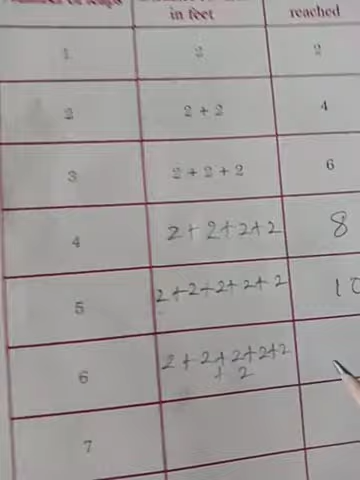 in feet
reached
1 2 2
2 2 + 2 4
3 2 + 2 + 2 6
4 2 + 2 + 2 + 2 8
5 2 + 2 + 2 + 2 + 2 10
6 2 + 2 + 2 + 2 + 2
+ 2
7